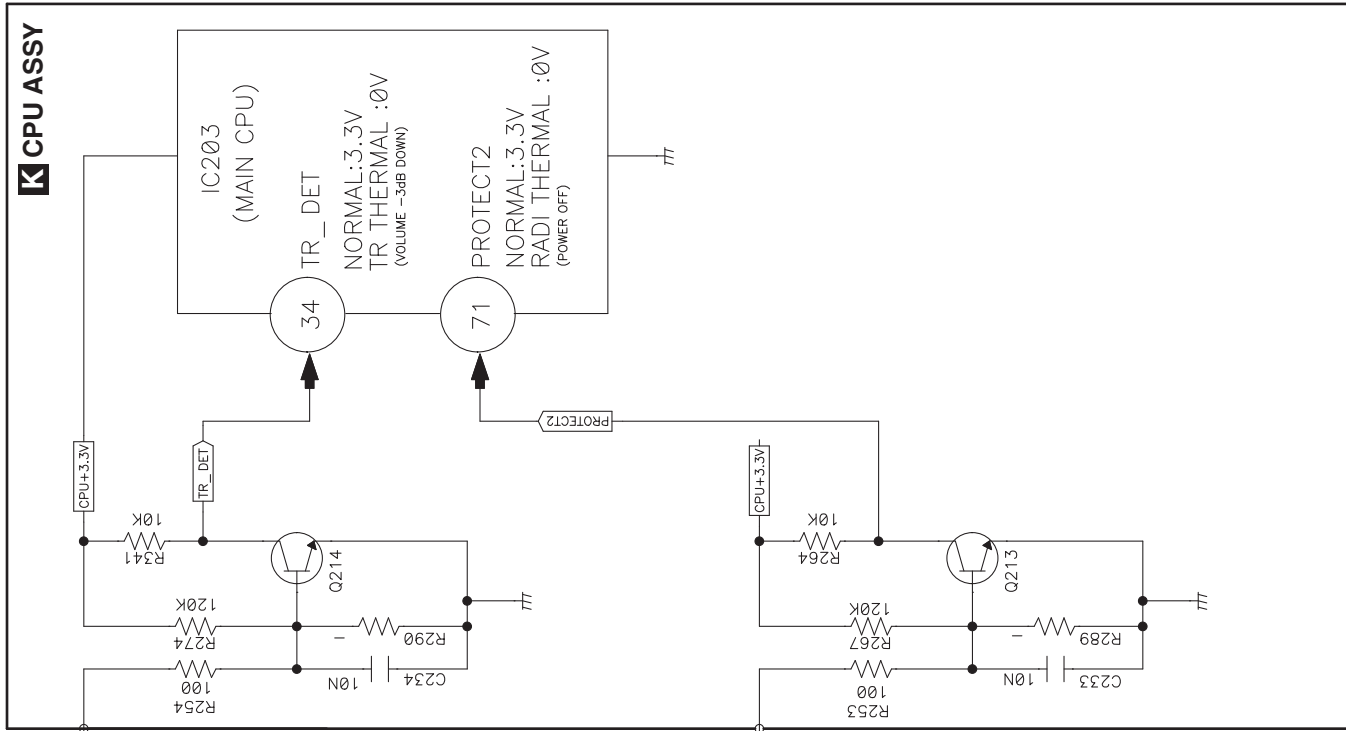 K CPU ASSY
IC203
(MAIN CPU)
34
TR_DET
NORMAL:3.3V
TR THERMAL :0V
(VOLUME -3dB DOWN)
71
PROTECT2
NORMAL:3.3V
RADI THERMAL :0V
(POWER OFF)
CPU+3.3V
TR_DET
PROTECT2
CPU+3.3V
10K
R341
Q214
120K
R274
-
R290
100
R254
10N
C234
10K
R264
Q213
120K
R267
-
R289
100
R253
10N
C233